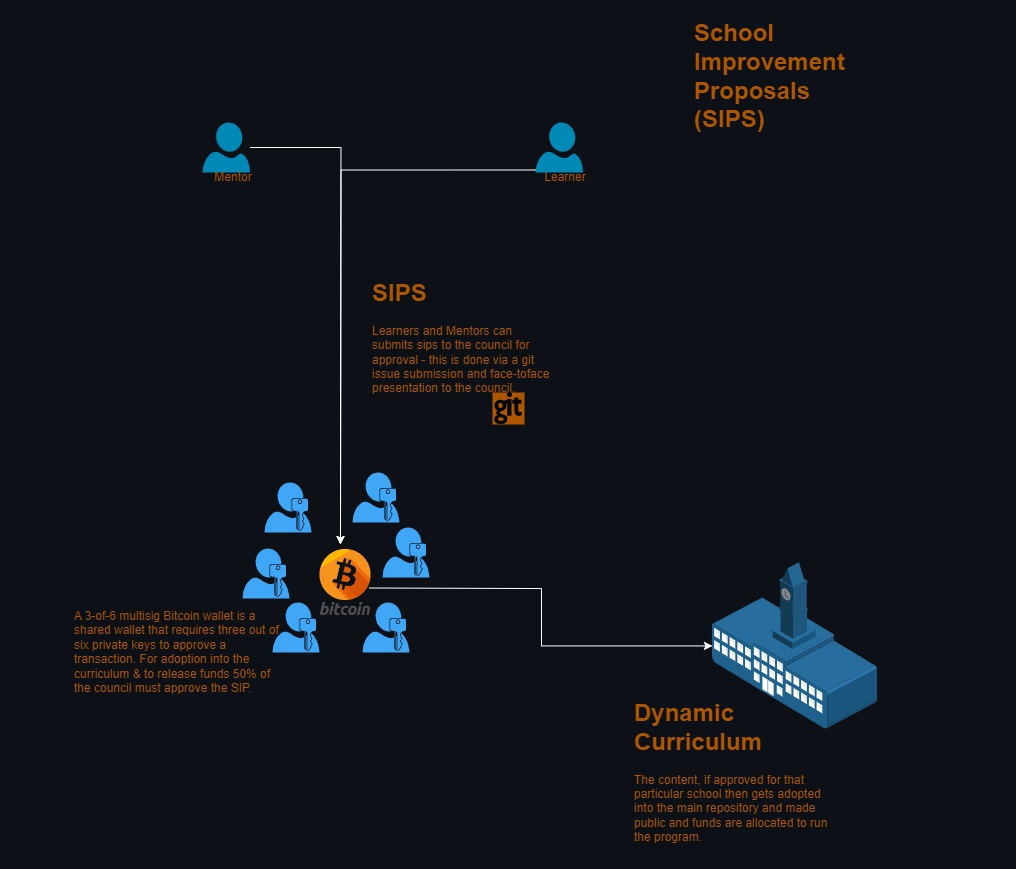 School
Improvement
Proposals
(SIPS)
Mentor
Learner
SIPS
Learners and Mentors can
submits sips to the council for
approval - this is done via a git
issue submission and face-toface
presentation to the council.
git
bitcoin
A 3-of-6 multisig Bitcoin wallet is a
shared wallet that requires three out of
six private keys to approve a
transaction. For adoption into the
curriculum & to release funds 50% of
the council must approve the SIP.
Dynamic
Curriculum
The content, if approved for that
particular school then gets adopted
into the main repository and made
public and funds are allocated to run
the program.